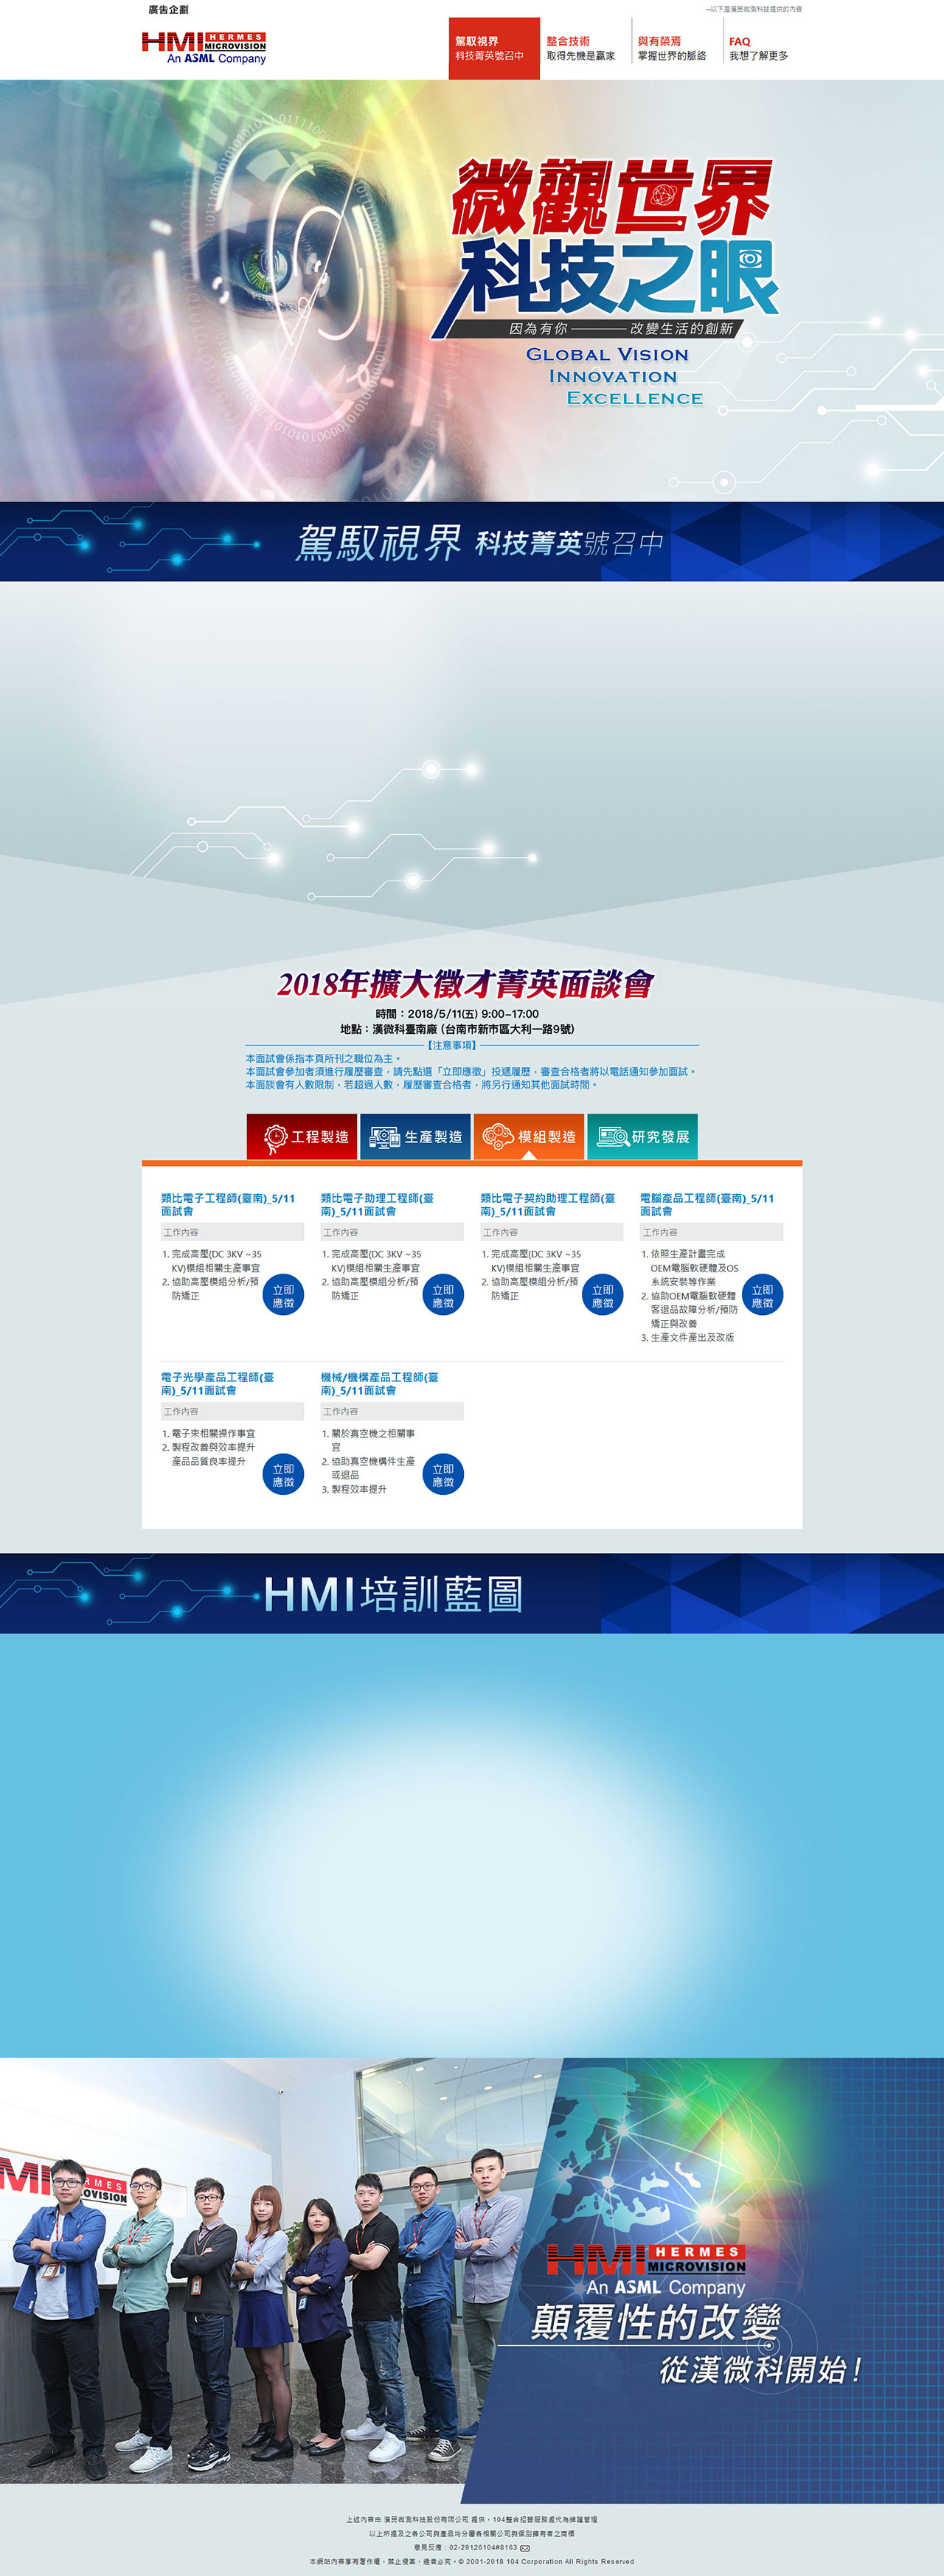 廣告企劃
─以下是漢民微測科技提供的內容
HMI HERMES MICROVISION
An ASML Company
駕馭視界
科技菁英號召中
整合技術
取得先機是贏家
與有榮焉
掌握世界的脈絡
FAQ
我想了解更多
微觀世界
科技之眼
因為有你 ——— 改變生活的創新
GLOBAL VISION
INNOVATION
EXCELLENCE
駕馭視界 科技菁英號召中
2018年擴大徵才菁英面談會
時間：2018/5/11(五) 9:00–17:00
地點：漢微科臺南廠 (台南市新市區大利一路9號)
【注意事項】
本面試會係指本頁所刊之職位為主。
本面試會參加者須進行履歷審查，請先點選「立即應徵」投遞履歷，審查合格者將以電話通知參加面試。
本面談會有人數限制，若超過人數，履歷審查合格者，將另行通知其他面試時間。
工程製造
生產製造
模組製造
研究發展
類比電子工程師(臺南)_5/11
面試會
工作內容
1. 完成高壓(DC 3KV ~35
KV)模組相關生產事宜
2. 協助高壓模組分析/預
防矯正
立即
應徵
類比電子助理工程師(臺
南)_5/11面試會
工作內容
1. 完成高壓(DC 3KV ~35
KV)模組相關生產事宜
2. 協助高壓模組分析/預
防矯正
立即
應徵
類比電子契約助理工程師(臺
南)_5/11面試會
工作內容
1. 完成高壓(DC 3KV ~35
KV)模組相關生產事宜
2. 協助高壓模組分析/預
防矯正
立即
應徵
電腦產品工程師(臺南)_5/11
面試會
工作內容
1. 依照生產計畫完成
OEM電腦軟硬體及OS
系統安裝等作業
2. 協助OEM電腦軟硬體
客退品故障分析/預防
矯正與改善
3. 生產文件產出及改版
立即
應徵
電子光學產品工程師(臺
南)_5/11面試會
工作內容
1. 電子束相關操作事宜
2. 製程改善與效率提升
產品品質良率提升
立即
應徵
機械/機構產品工程師(臺
南)_5/11面試會
工作內容
1. 關於真空機之相關事
宜
2. 協助真空機構件生產
或退品
3. 製程效率提升
立即
應徵
HMI培訓藍圖
HMI HERMES MICROVISION
An ASML Company
顛覆性的改變
從漢微科開始！
上述內容由 漢民微測科技股份有限公司 提供，104整合招募服務處代為維護管理
以上所提及之各公司與產品均分屬各相關公司與個別擁有者之商標
意見反應：02-29126104#8163
本網站內容享有著作權，禁止侵害，違者必究。© 2001-2018 104 Corporation All Rights Reserved